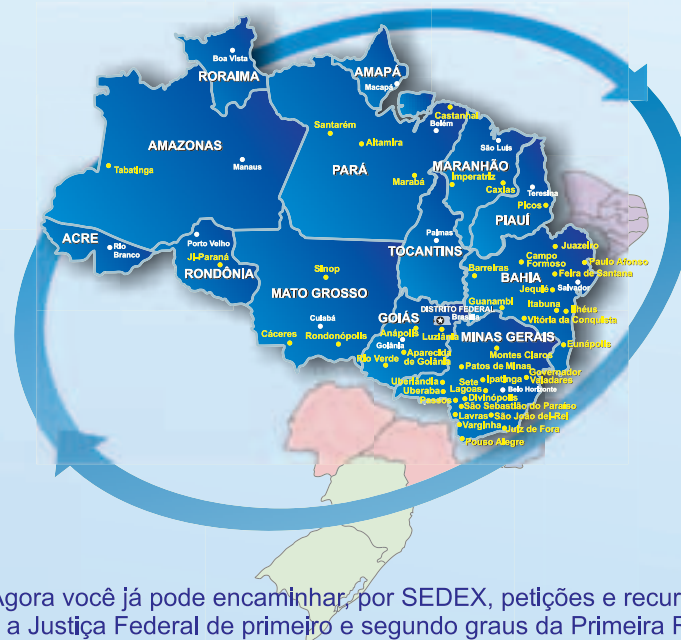 Boa Vista
RORAIMA
AMAPÁ
Macapá
Castanhal
Belém
Santarém
Altamira
São Luís
AMAZONAS
Manaus
Tabatinga
PARÁ
Marabá
MARANHÃO
Imperatriz
Caxias
Teresina
Picos
PIAUÍ
ACRE
Rio
Branco
Porto Velho
Ji-Paraná
RONDÔNIA
Palmas
TOCANTINS
Sinop
MATO GROSSO
Cuiabá
Cáceres
Rondonópolis
Juazeiro
Campo
Formoso
Paulo Afonso
Barreiras
Feira de Santana
BAHIA
Jequié
Salvador
Guanambi
Itabuna
Ilhéus
Vitória da Conquista
Eunápolis
DISTRITO FEDERAL
Brasília
GOIÁS
Anápolis
Luziânia
Goiânia
Rio Verde
Aparecida
de Goiânia
MINAS GERAIS
Montes Claros
Patos de Minas
Governador
Valadares
Uberlândia
Sete
Lagoas
Ipatinga
Belo Horizonte
Uberaba
Divinópolis
Passos
São Sebastião do Paraíso
Lavras
São João del-Rei
Varginha
Juiz de Fora
Pouso Alegre
Agora você já pode encaminhar, por SEDEX, petições e recur
a Justiça Federal de primeiro e segundo graus da Primeira